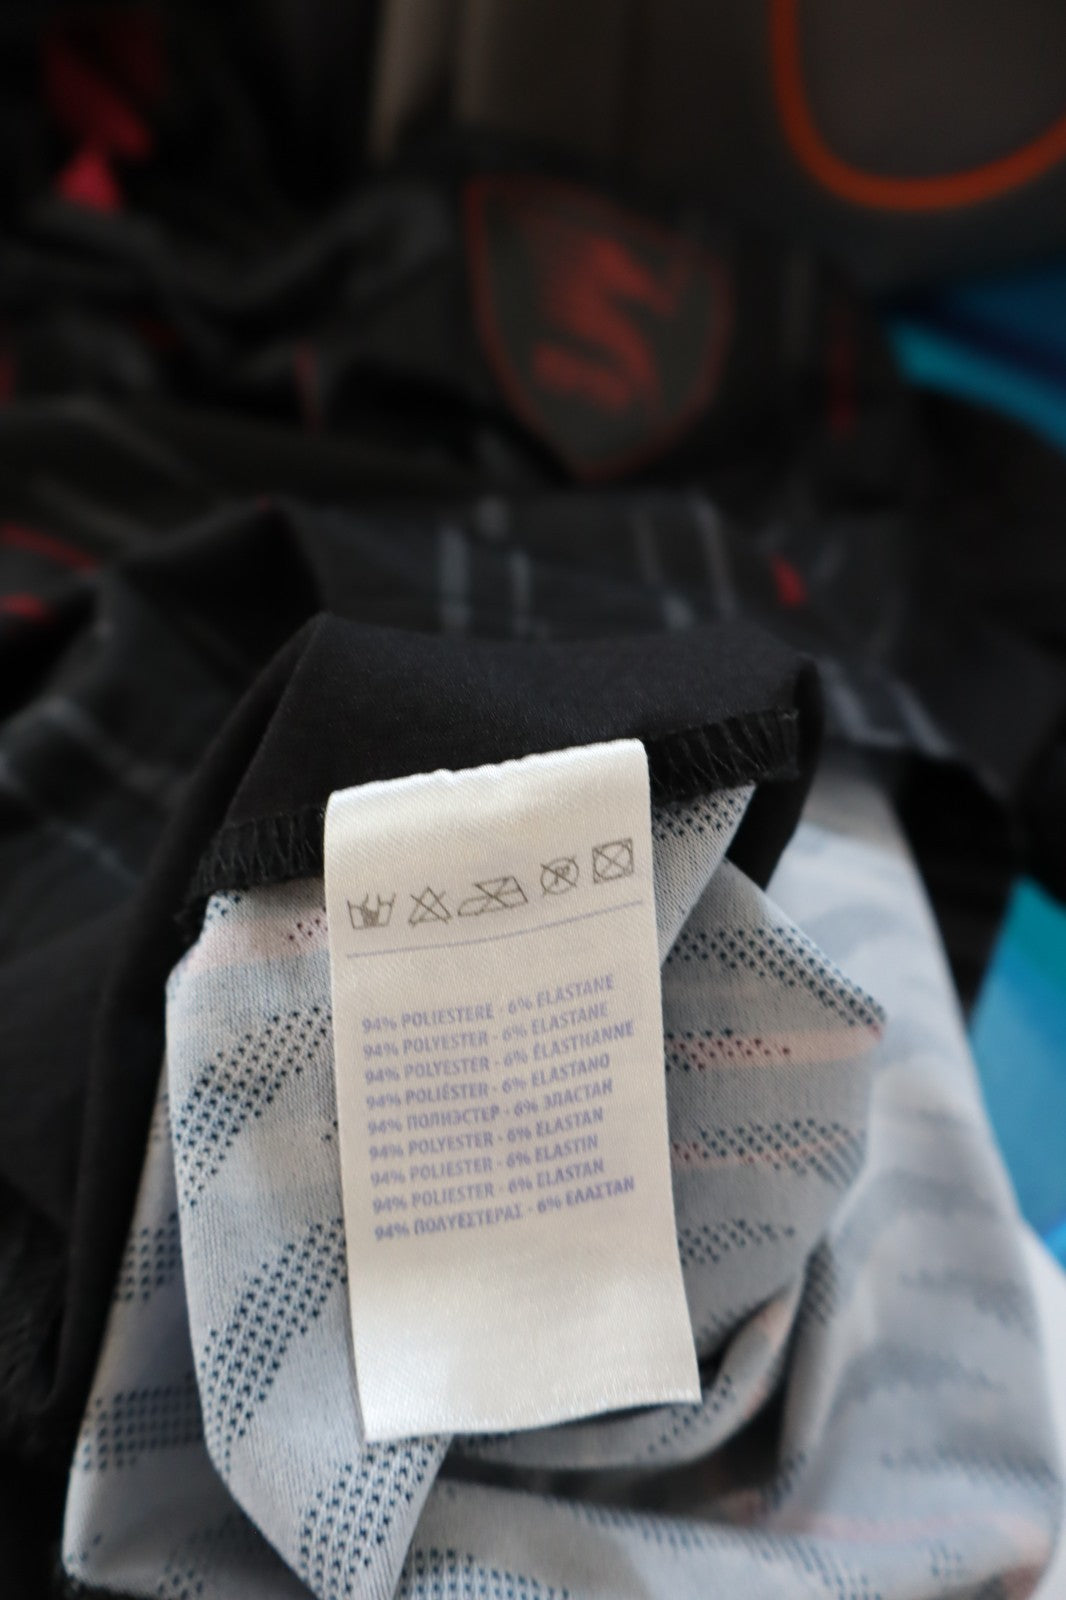 94% POLIESTERE - 6% ELASTANE
94% POLYESTER - 6% ELASTANE
94% POLYESTER - 6% ÉLASTHANNE
94% POLIÉSTER - 6% ELASTANO
94% ПОЛИЭСТЕР - 6% ЭЛАСТАН
94% POLYESTER - 6% ELASTAN
94% POLIESTER - 6% ELASTIN
94% POLIESTER - 6% ELASTAN
94% ΠΟΛΥΕΣΤΕΡΑΣ - 6% ΕΛΑΣΤΑΝ